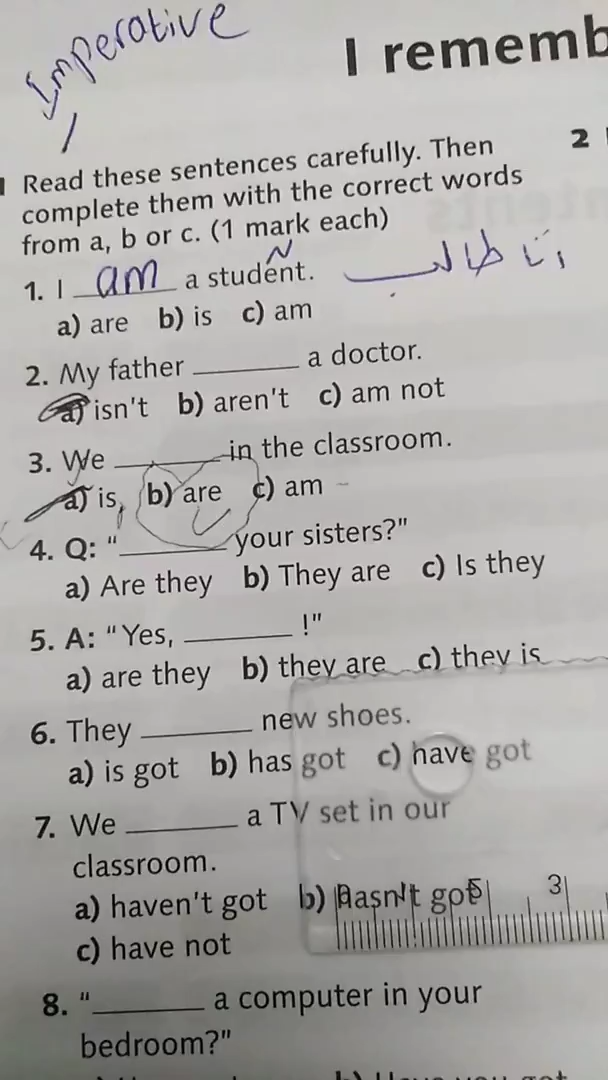 Imperative
I rememb
1 Read these sentences carefully. Then 2
complete them with the correct words
from a, b or c. (1 mark each)
1. I am a student. N أنا طالب
a) are b) is c) am
2. My father ______ a doctor.
a) isn't b) aren't c) am not
3. We ______ in the classroom.
a) is, b) are c) am
4. Q: "______ your sisters?"
a) Are they b) They are c) Is they
5. A: "Yes, ______ !"
a) are they b) they are c) they is
6. They ______ new shoes.
a) is got b) has got c) have got
7. We ______ a TV set in our
classroom.
a) haven't got b) hasn't got
3
c) have not
8. "______ a computer in your
bedroom?"